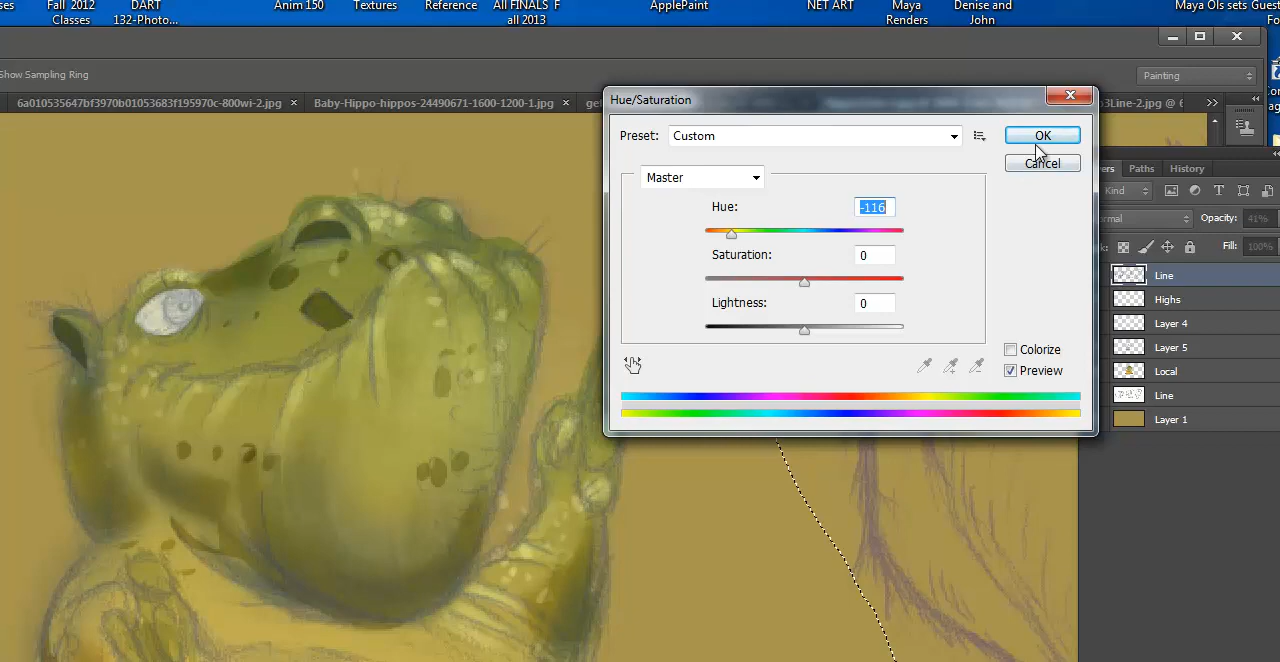 ses
Fall 2012
Classes
DART
132-Photo...
Anim 150
Textures
Reference
All FINALS F
all 2013
ApplePaint
NET ART
Maya
Renders
Denise and
John
Maya Ols sets
Guest
Fo
Show Sampling Ring
Painting
6a010535647bf3970b01053683f195970c-800wi-2.jpg ×
Baby-Hippo-hippos-24490671-1600-1200-1.jpg ×
Hue/Saturation
Preset: Custom
OK
Cancel
Master
Hue: -116
Saturation: 0
Lightness: 0
Colorize
Preview
Paths
History
Kind
Opacity: 41%
Fill: 100%
Line
Highs
Layer 4
Layer 5
Local
Line
Layer 1